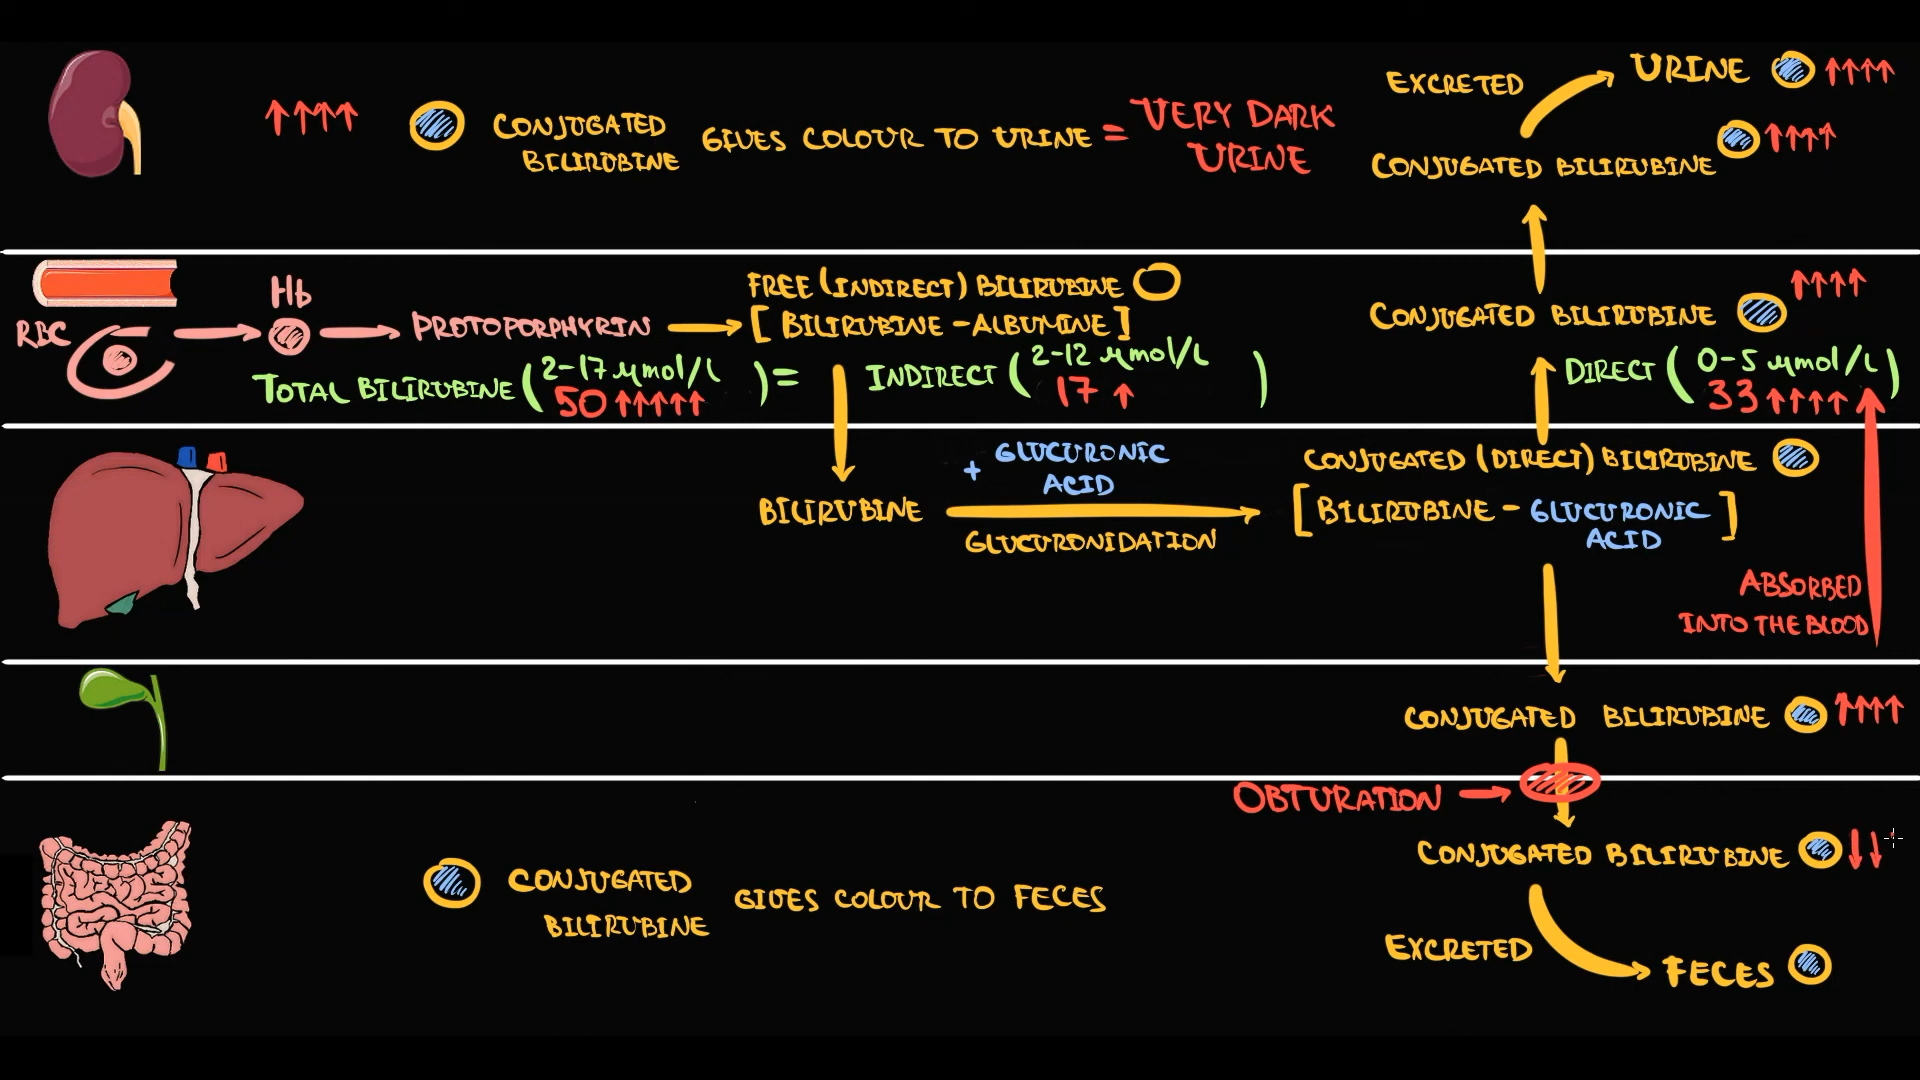 EXCRETED
URINE ↑↑↑↑
↑↑↑↑ CONJUGATED BILIRUBINE GIVES COLOUR TO URINE = VERY DARK URINE
CONJUGATED BILIRUBINE ↑↑↑↑
Hb
RBC
PROTOPORPHYRIN
FREE (INDIRECT) BILIRUBINE
[BILIRUBINE - ALBUMINE]
CONJUGATED BILIRUBINE ↑↑↑↑
TOTAL BILIRUBINE (2-17 μmol/L) =
50 ↑↑↑↑↑
INDIRECT (2-12 μmol/L)
17 ↑
DIRECT (0-5 μmol/L)
33 ↑↑↑↑
BILIRUBINE
+ GLUCURONIC
ACID
GLUCURONIDATION
CONJUGATED (DIRECT) BILIRUBINE
[BILIRUBINE - GLUCURONIC
ACID]
ABSORBED
INTO THE BLOOD
CONJUGATED BILIRUBINE ↑↑↑↑
OBTURATION →
CONJUGATED BILIRUBINE ↓↓
CONJUGATED
BILIRUBINE
GIVES COLOUR TO FECES
EXCRETED
FECES